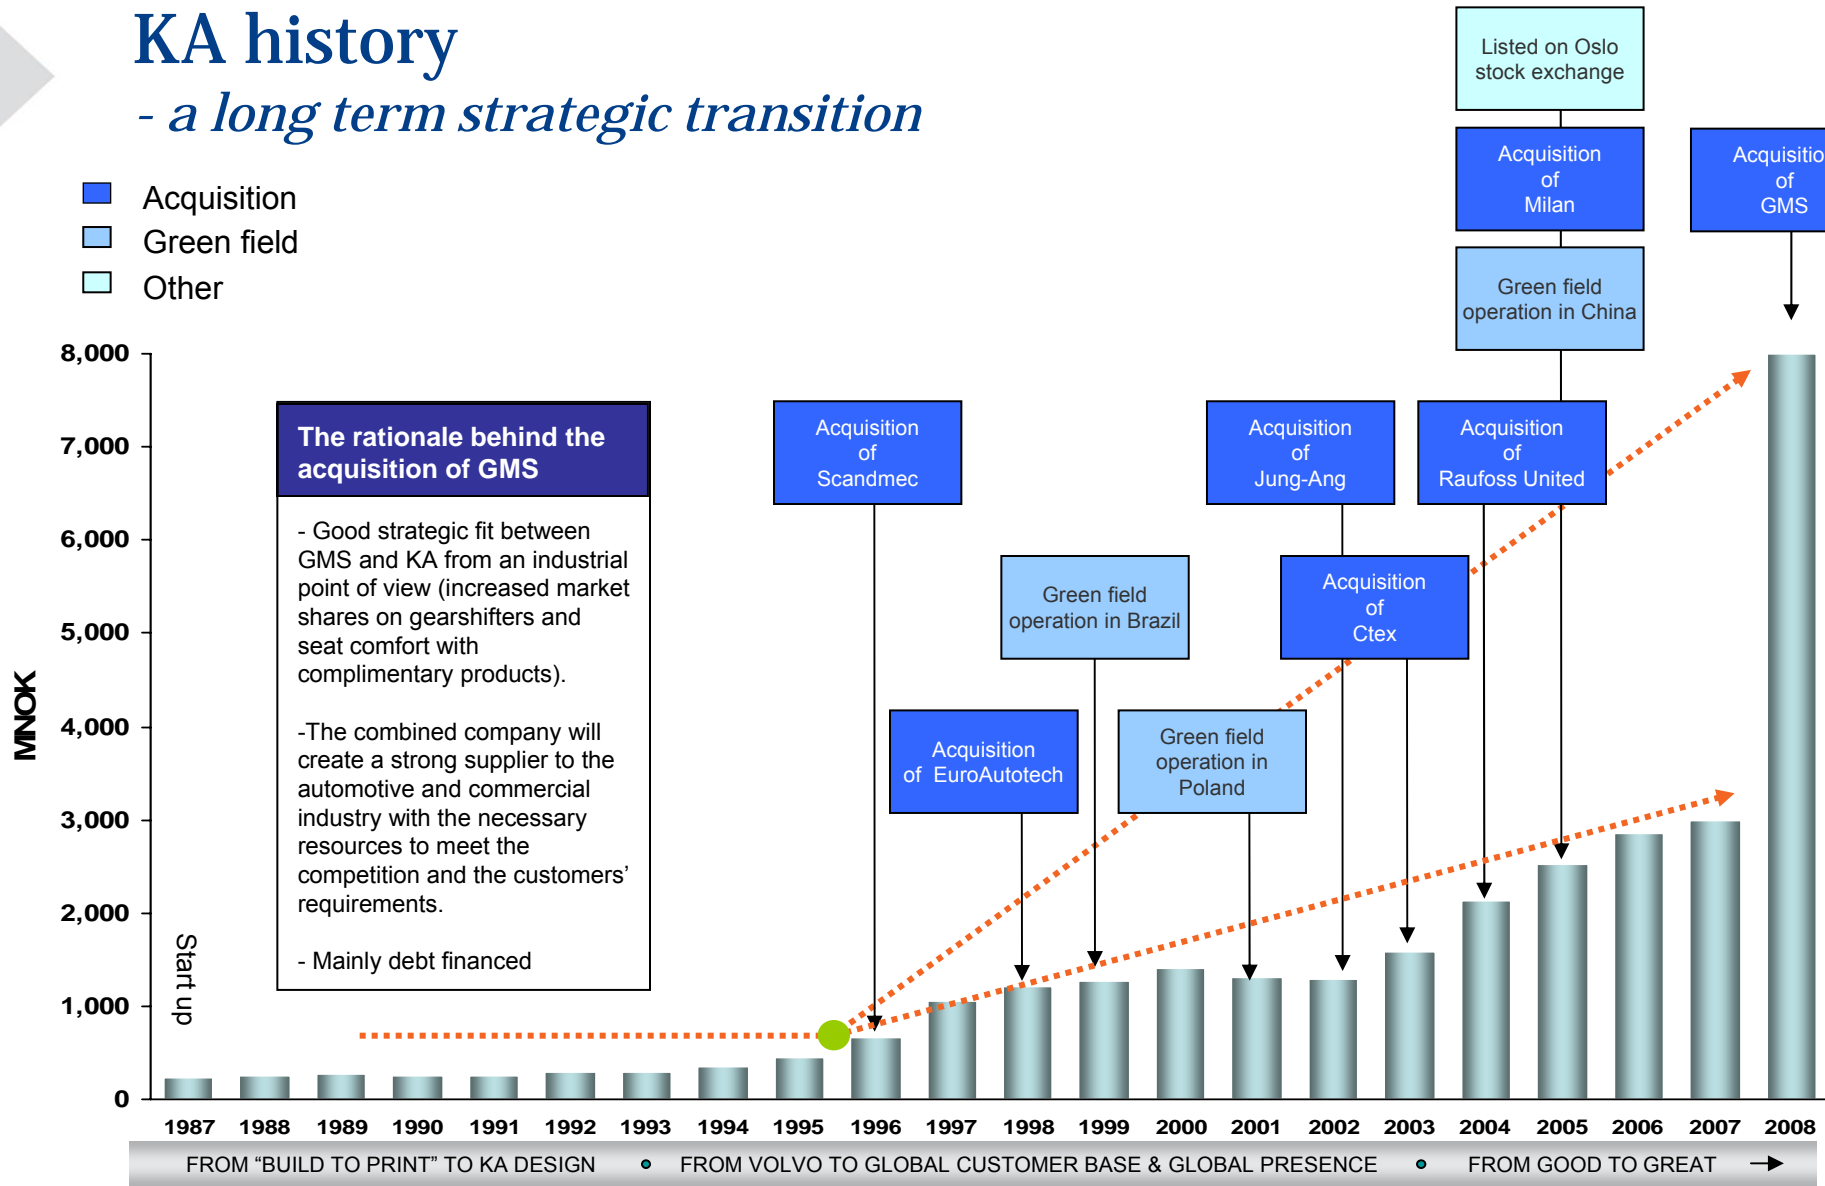 KA history
- a long term strategic transition
Acquisition
Green field
Other
Listed on Oslo
stock exchange
Acquisition
of
Milan
Acquisitio
of
GMS
Green field
operation in China
The rationale behind the
acquisition of GMS
- Good strategic fit between
GMS and KA from an industrial
point of view (increased market
shares on gearshifters and
seat comfort with
complimentary products).
-The combined company will
create a strong supplier to the
automotive and commercial
industry with the necessary
resources to meet the
competition and the customers’
requirements.
- Mainly debt financed
Acquisition
of
Scandmec
Acquisition
of
Jung-Ang
Acquisition
of
Raufoss United
Green field
operation in Brazil
Acquisition
of
Ctex
Acquisition
of EuroAutotech
Green field
operation in
Poland
MNOK
8,000
7,000
6,000
5,000
4,000
3,000
2,000
1,000
0
Start up
1987 1988 1989 1990 1991 1992 1993 1994 1995 1996 1997 1998 1999 2000 2001 2002 2003 2004 2005 2006 2007 2008
FROM “BUILD TO PRINT” TO KA DESIGN • FROM VOLVO TO GLOBAL CUSTOMER BASE & GLOBAL PRESENCE • FROM GOOD TO GREAT